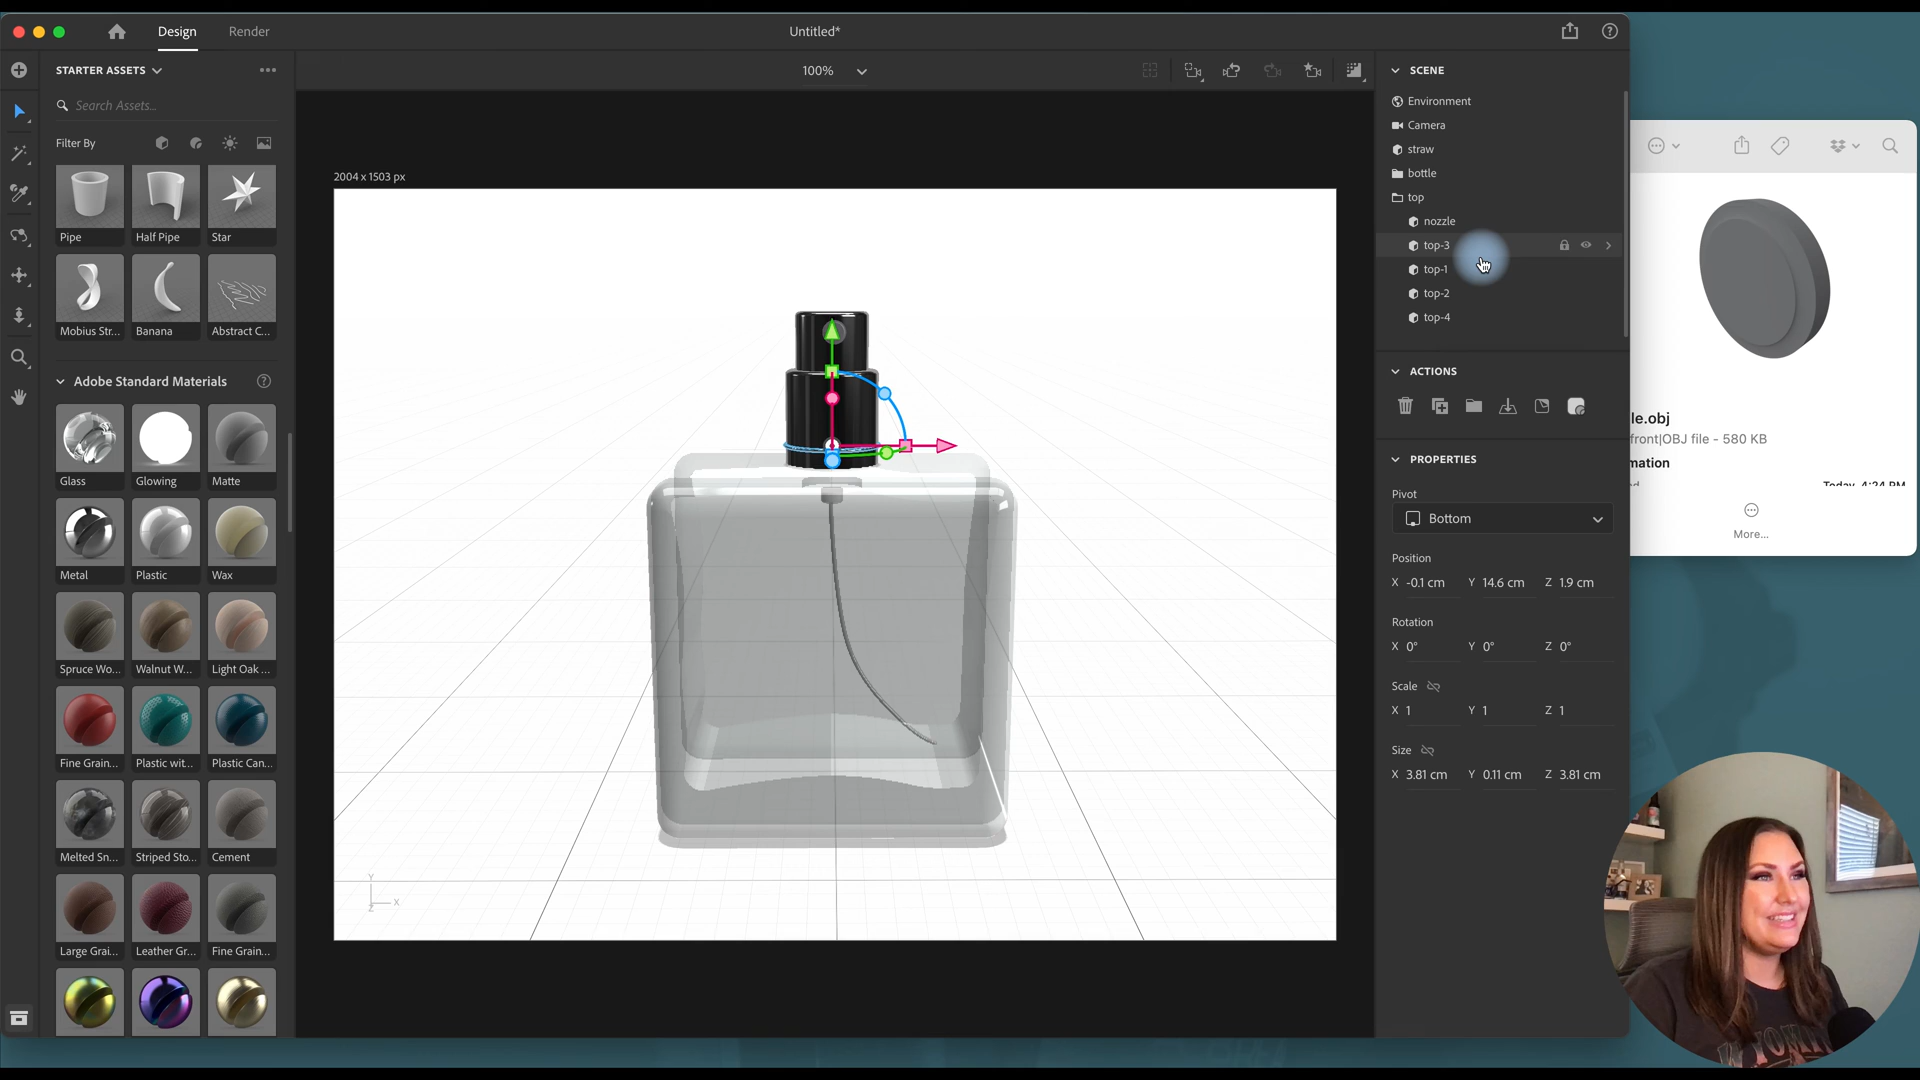 Design
Render
Untitled*
STARTER ASSETS
100%
SCENE
Search Assets...
Environment
Camera
Filter By
straw
bottle
2004 x 1503 px
top
nozzle
Pipe
Half Pipe
Star
top-3
top-1
top-2
top-4
Mobius Str...
Banana
Abstract C...
ACTIONS
Adobe Standard Materials
le.obj
front|OBJ file - 580 KB
mation
Today, 4:24 PM
More...
PROPERTIES
Glass
Glowing
Matte
Pivot
Bottom
Position
X -0.1 cm Y 14.6 cm Z 1.9 cm
Metal
Plastic
Wax
Rotation
X 0° Y 0° Z 0°
Spruce Wo...
Walnut W...
Light Oak ...
Scale
X 1 Y 1 Z 1
Size
X 3.81 cm Y 0.11 cm Z 3.81 cm
Fine Grain...
Plastic wit...
Plastic Can...
Melted Sn...
Striped Sto...
Cement
Y
X
Z
Large Grai...
Leather Gr...
Fine Grain...